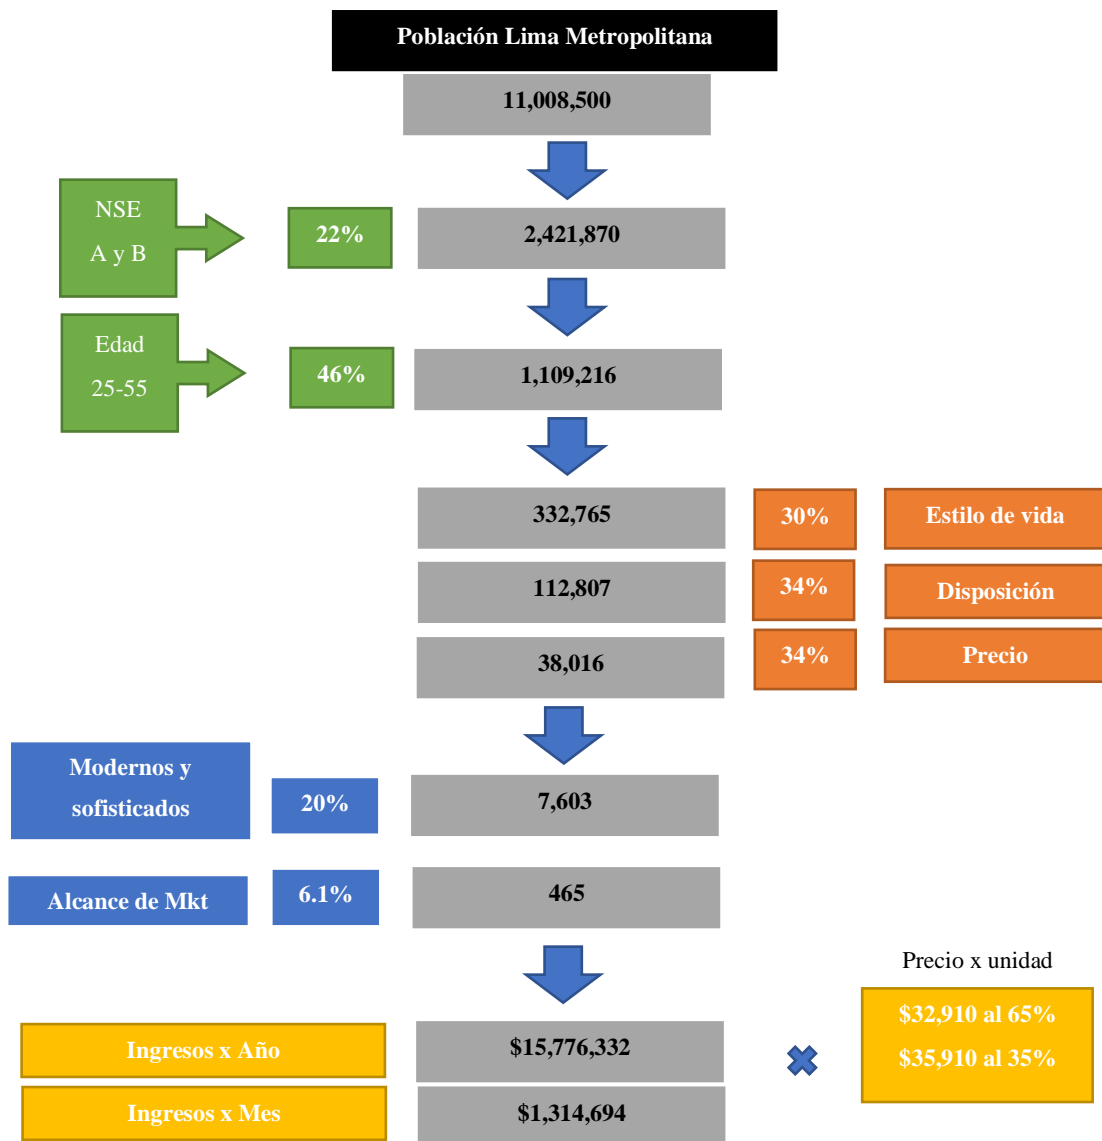 Población Lima Metropolitana
11,008,500
NSE
A y B
22%
2,421,870
Edad
25-55
46%
1,109,216
332,765
30%
Estilo de vida
112,807
34%
Disposición
38,016
34%
Precio
Modernos y
sofisticados
20%
7,603
Alcance de Mkt
6.1%
465
Precio x unidad
$32,910 al 65%
$35,910 al 35%
Ingresos x Año
$15,776,332
Ingresos x Mes
$1,314,694